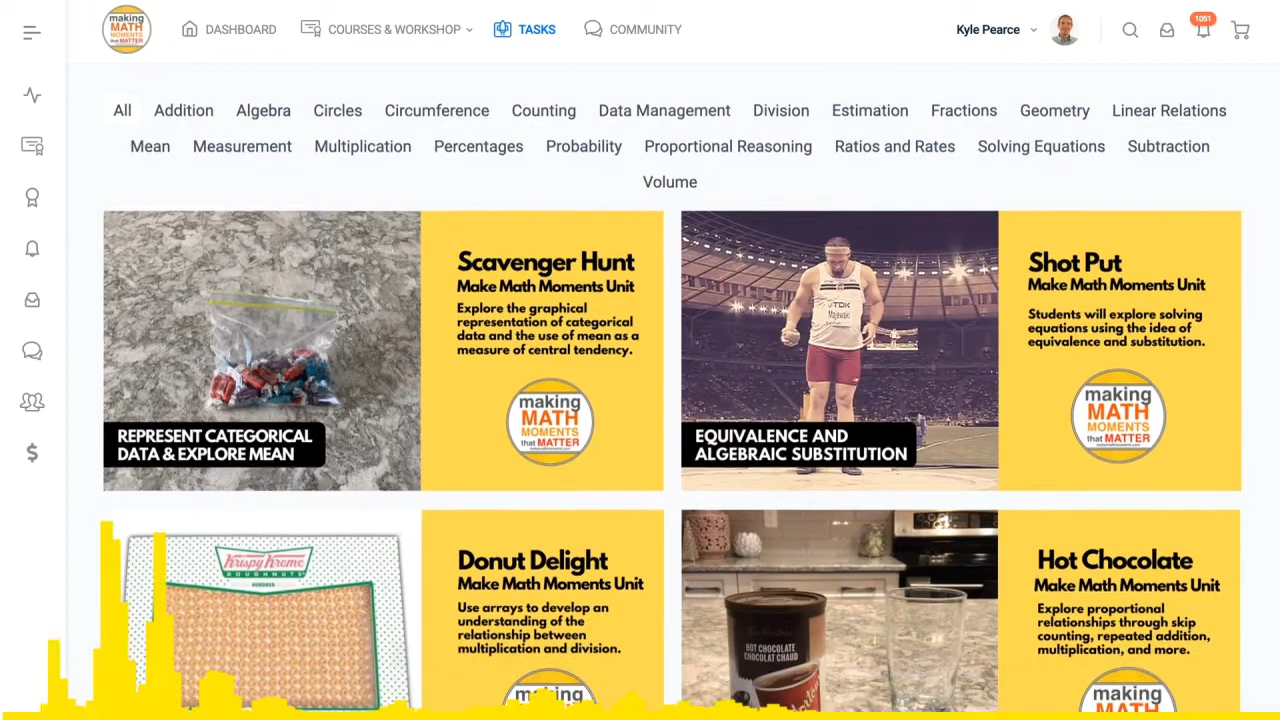 making
MATH
MOMENTS
that MATTER
DASHBOARD
COURSES & WORKSHOP
TASKS
COMMUNITY
Kyle Pearce
1051
All
Addition
Algebra
Circles
Circumference
Counting
Data Management
Division
Estimation
Fractions
Geometry
Linear Relations
Mean
Measurement
Multiplication
Percentages
Probability
Proportional Reasoning
Ratios and Rates
Solving Equations
Subtraction
Volume
REPRESENT CATEGORICAL
DATA & EXPLORE MEAN
Scavenger Hunt
Make Math Moments Unit
Explore the graphical
representation of categorical
data and the use of mean as a
measure of central tendency.
making
MATH
MOMENTS
that MATTER
TDK
Majewski
EQUIVALENCE AND
ALGEBRAIC SUBSTITUTION
Shot Put
Make Math Moments Unit
Students will explore solving
equations using the idea of
equivalence and substitution.
making
MATH
MOMENTS
that MATTER
Krispy Kreme
DOUGHNUTS
HUNDRED
Donut Delight
Make Math Moments Unit
Use arrays to develop an
understanding of the
relationship between
multiplication and division.
making
HOT CHOCOLATE
CHOCOLAT CHAUD
Hot Chocolate
Make Math Moments Unit
Explore proportional
relationships through skip
counting, repeated addition,
multiplication, and more.
making
MATH